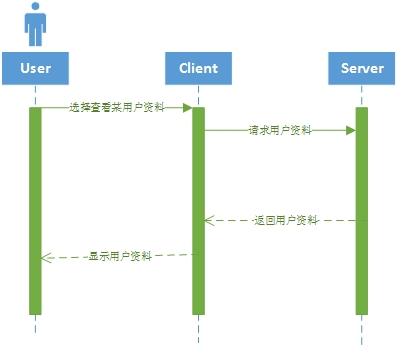 User
Client
Server
选择查看某用户资料
请求用户资料
返回用户资料
显示用户资料